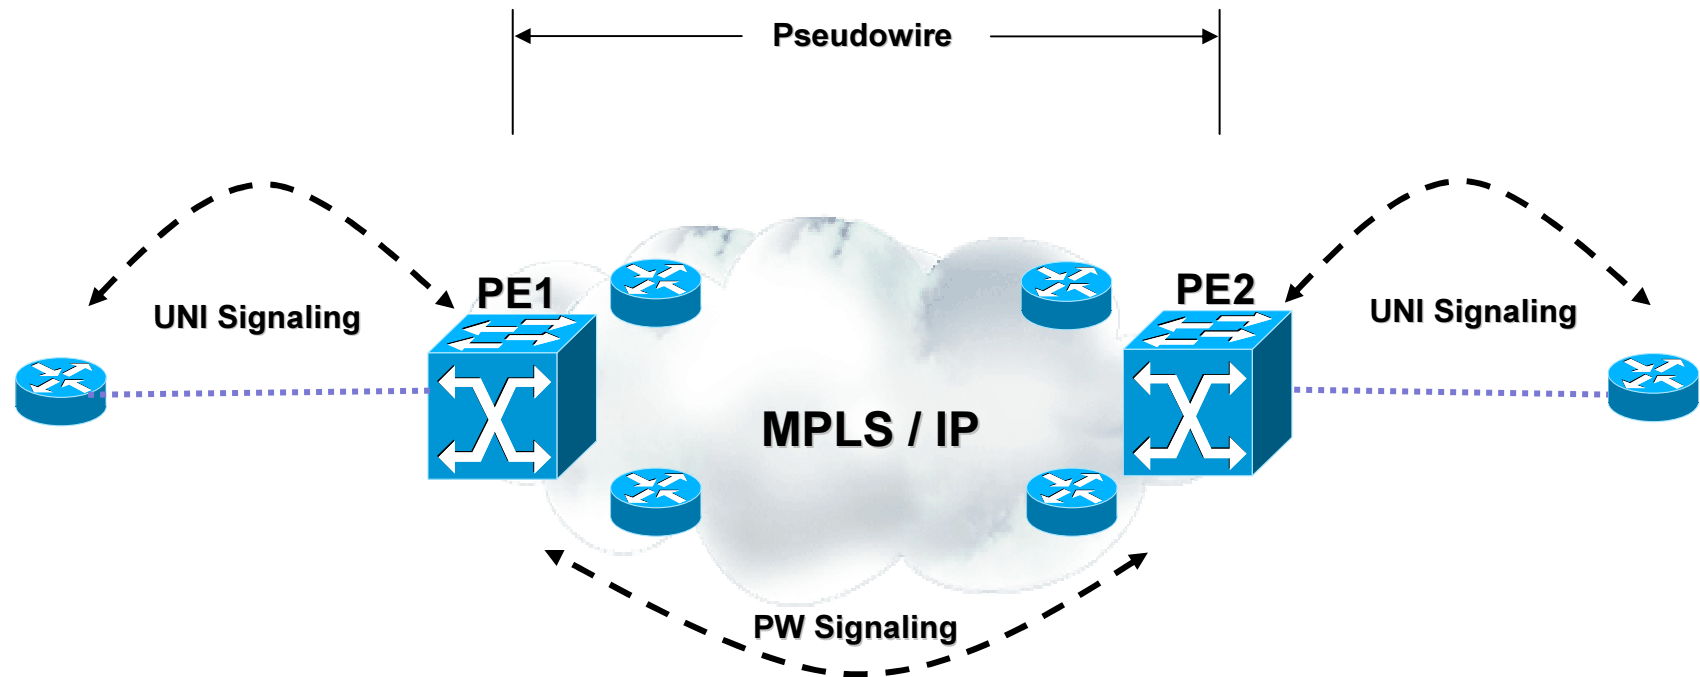 Pseudowire
PE1
PE2
UNI Signaling
UNI Signaling
MPLS / IP
PW Signaling